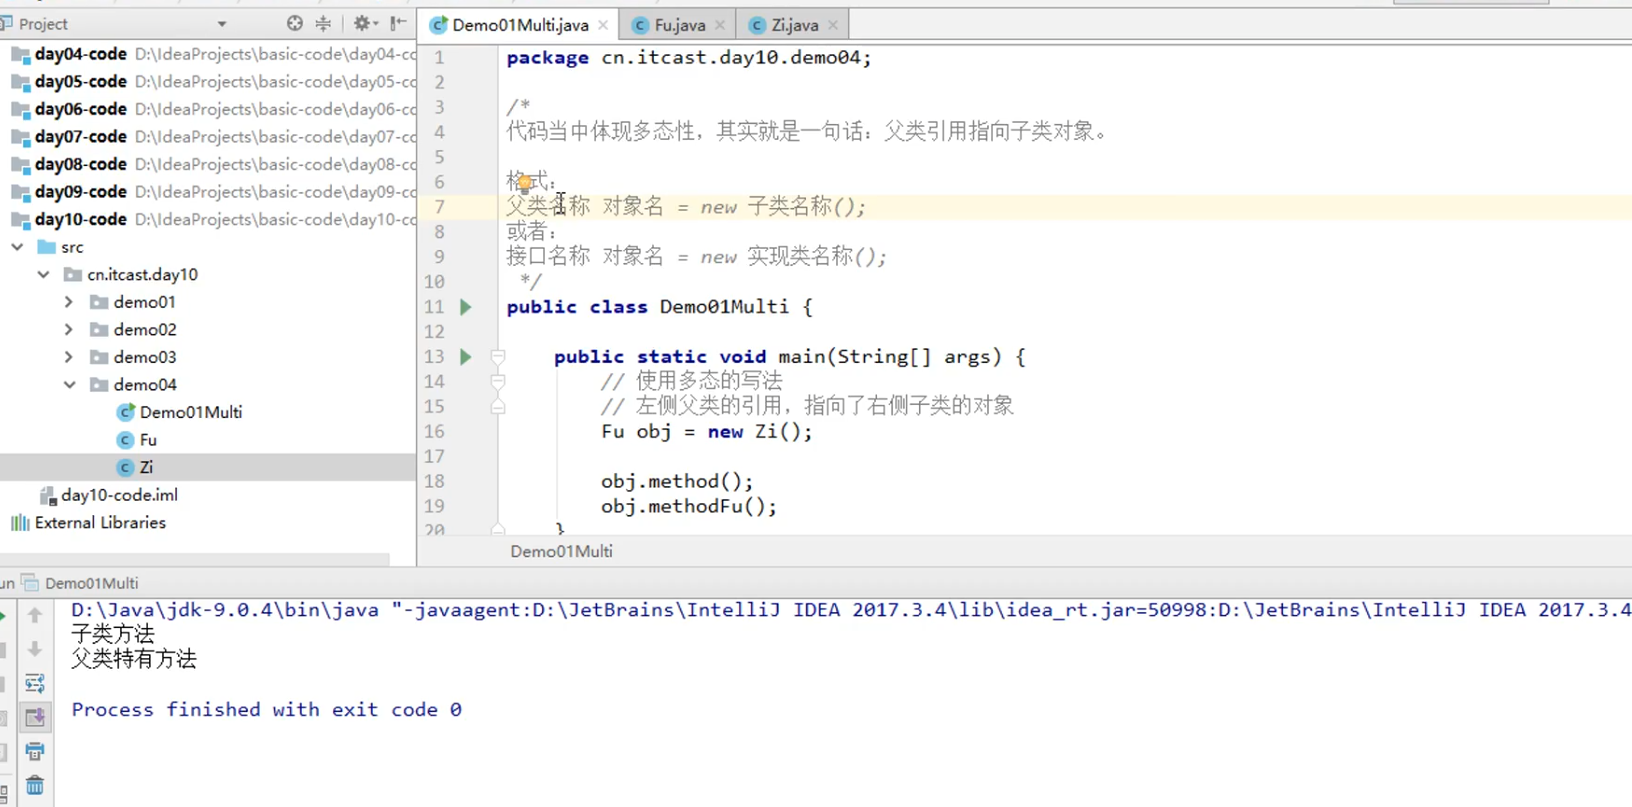 Project
day04-code D:\IdeaProjects\basic-code\day04-cc
day05-code D:\IdeaProjects\basic-code\day05-cc
day06-code D:\IdeaProjects\basic-code\day06-cc
day07-code D:\IdeaProjects\basic-code\day07-cc
day08-code D:\IdeaProjects\basic-code\day08-cc
day09-code D:\IdeaProjects\basic-code\day09-cc
day10-code D:\IdeaProjects\basic-code\day10-cc
src
cn.itcast.day10
demo01
demo02
demo03
demo04
Demo01Multi
Fu
Zi
day10-code.iml
External Libraries
Demo01Multi.java Fu.java Zi.java
1 package cn.itcast.day10.demo04;
2
3 /*
4 代码当中体现多态性，其实就是一句话：父类引用指向子类对象。
5
6 格式：
7 父类名称 对象名 = new 子类名称();
8 或者：
9 接口名称 对象名 = new 实现类名称();
10 */
11 public class Demo01Multi {
12
13 public static void main(String[] args) {
14 // 使用多态的写法
15 // 左侧父类的引用，指向了右侧子类的对象
16 Fu obj = new Zi();
17
18 obj.method();
19 obj.methodFu();
20 }
Demo01Multi
un Demo01Multi
D:\Java\jdk-9.0.4\bin\java "-javaagent:D:\JetBrains\IntelliJ IDEA 2017.3.4\lib\idea_rt.jar=50998:D:\JetBrains\IntelliJ IDEA 2017.3.4
子类方法
父类特有方法
Process finished with exit code 0